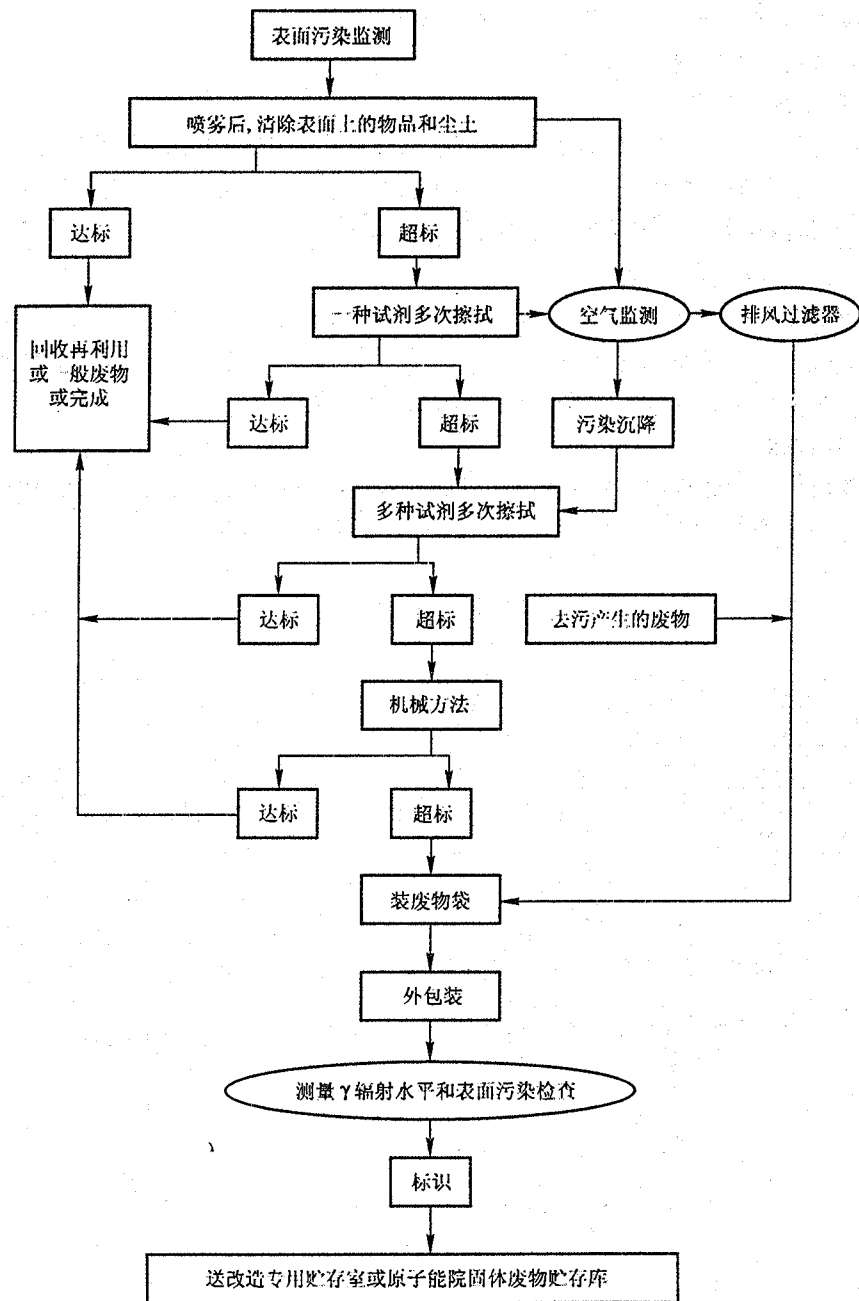 表面污染监测
喷雾后,消除表面上的物品和尘土
达标
超标
一种试剂多次擦拭
空气监测
排风过滤器
回收再利用
或一般废物
或完成
达标
超标
污染沉降
多种试剂多次擦拭
达标
超标
去污产生的废物
机械方法
达标
超标
装废物袋
外包装
测量γ辐射水平和表面污染检查
标识
送改造专用贮存室或原子能院固体废物贮存库